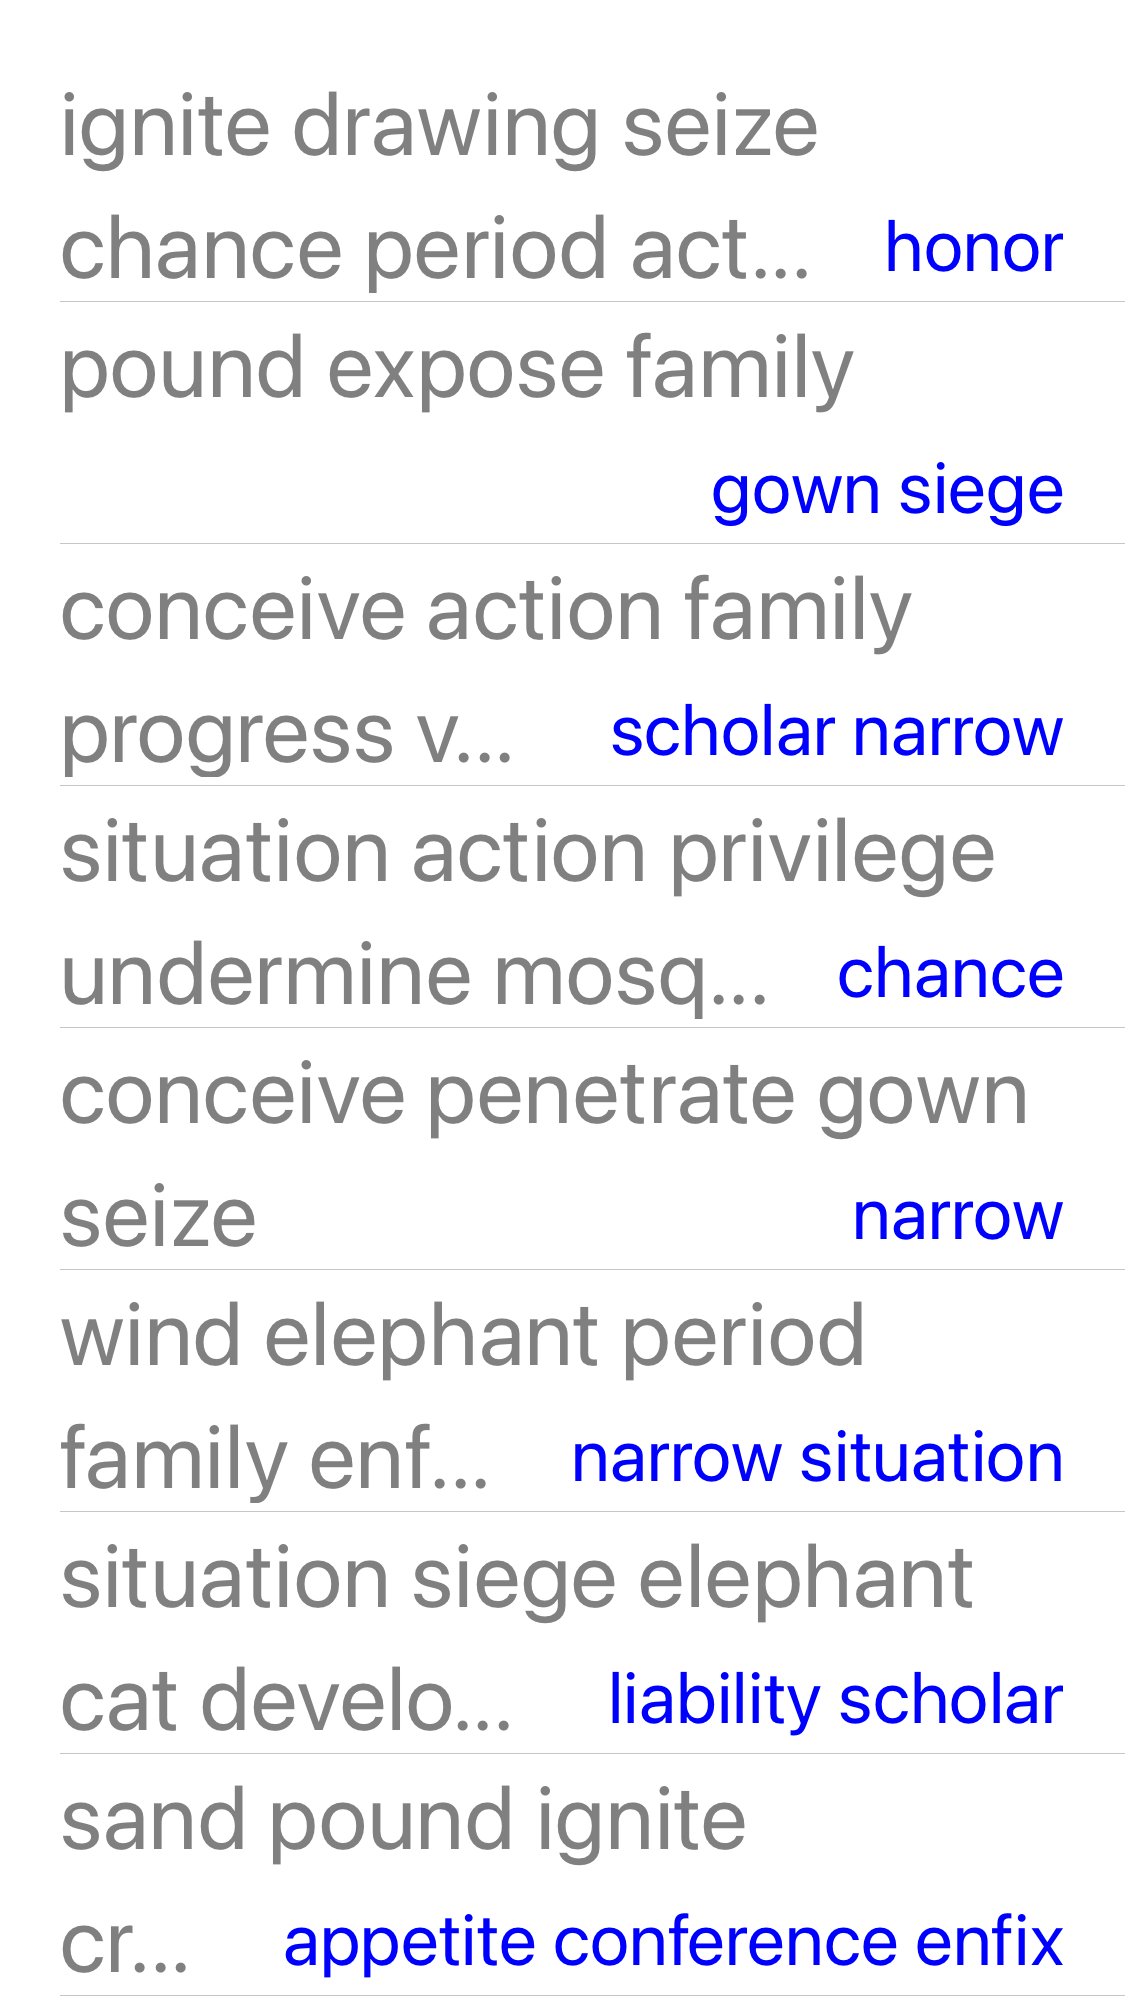 ignite drawing seize
chance period act... honor
pound expose family
gown siege
conceive action family
progress v... scholar narrow
situation action privilege
undermine mosq... chance
conceive penetrate gown
seize narrow
wind elephant period
family enf... narrow situation
situation siege elephant
cat develo... liability scholar
sand pound ignite
cr... appetite conference enfix